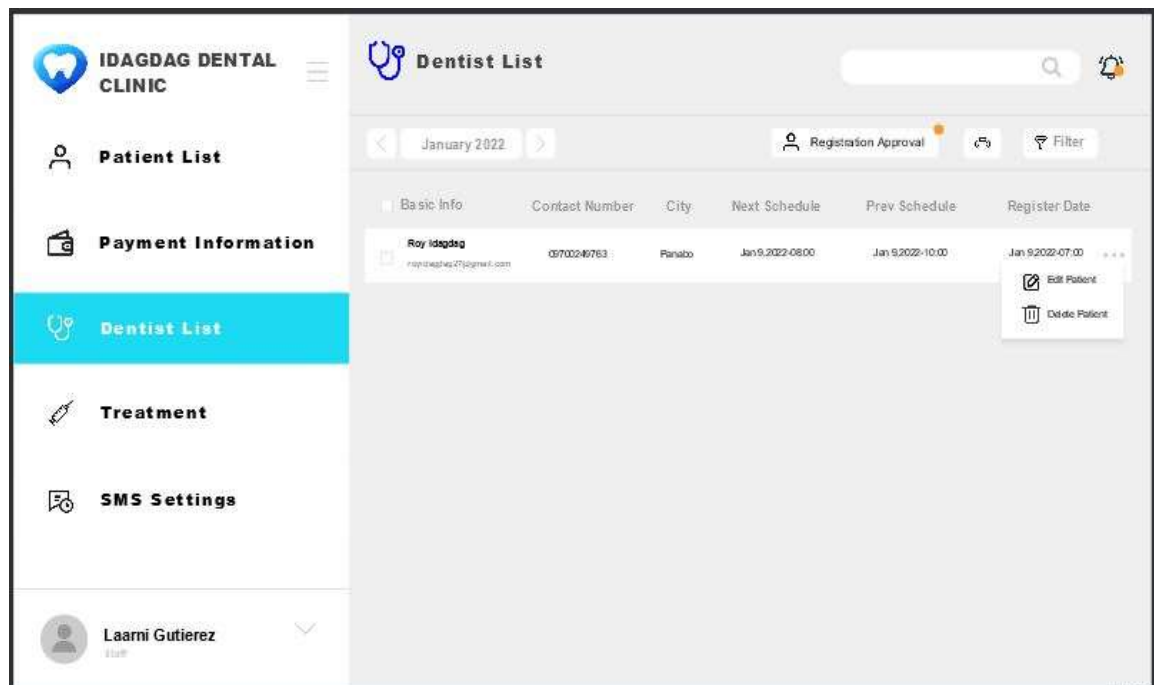 IDAGDAG DENTAL
CLINIC
Patient List
Payment Information
Dentist List
Treatment
SMS Settings
Laarni Gutierez
Staff
Dentist List
January 2022
Registration Approval
Filter
Basic Info Contact Number City Next Schedule Prev Schedule Register Date
Roy Idagdag 09700249763 Panabo Jan 9,2022-08:00 Jan 9,2022-10:00 Jan 9,2022-07:00
Edit Patient
Delete Patient